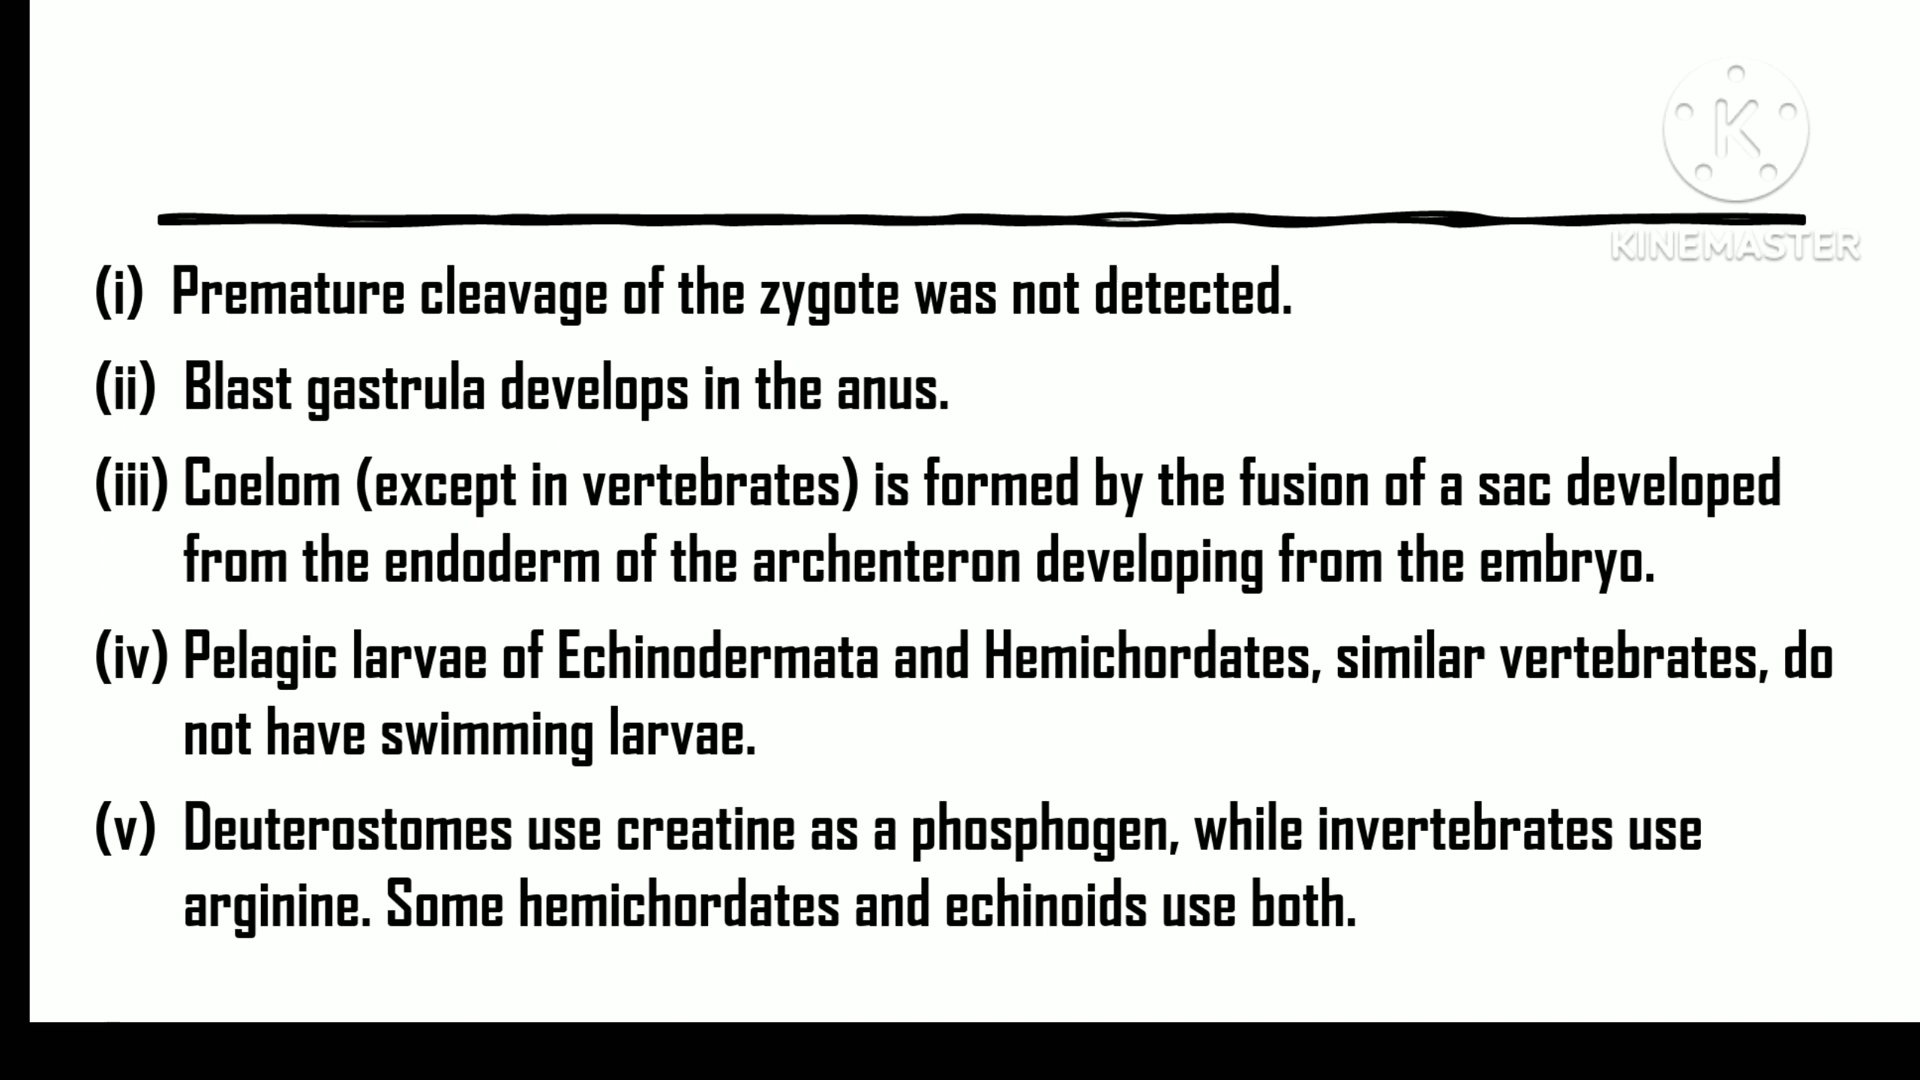 K
KINEMASTER
(i) Premature cleavage of the zygote was not detected.
(ii) Blast gastrula develops in the anus.
(iii) Coelom (except in vertebrates) is formed by the fusion of a sac developed
from the endoderm of the archenteron developing from the embryo.
(iv) Pelagic larvae of Echinodermata and Hemichordates, similar vertebrates, do
not have swimming larvae.
(v) Deuterostomes use creatine as a phosphogen, while invertebrates use
arginine. Some hemichordates and echinoids use both.